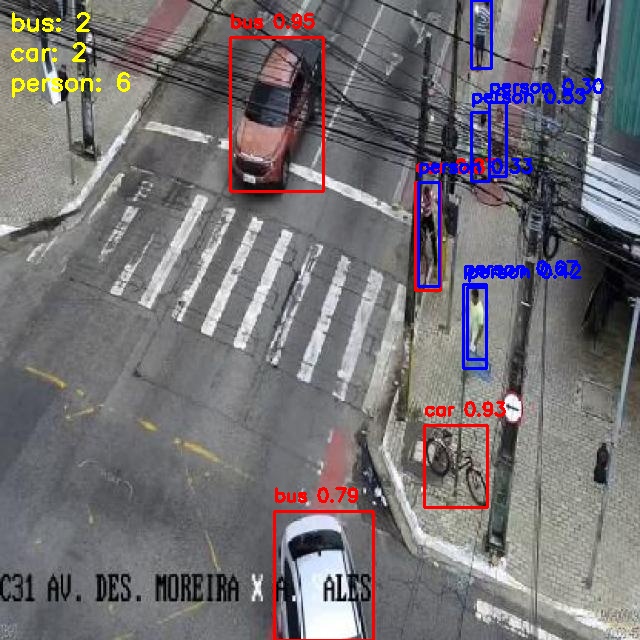 bus: 2
car: 2
person: 6
bus 0.95
person 0.30
person 0.53
person 0.33
car 0.93
bus 0.79
C31 AV. DES. MOREIRA X A. ALES